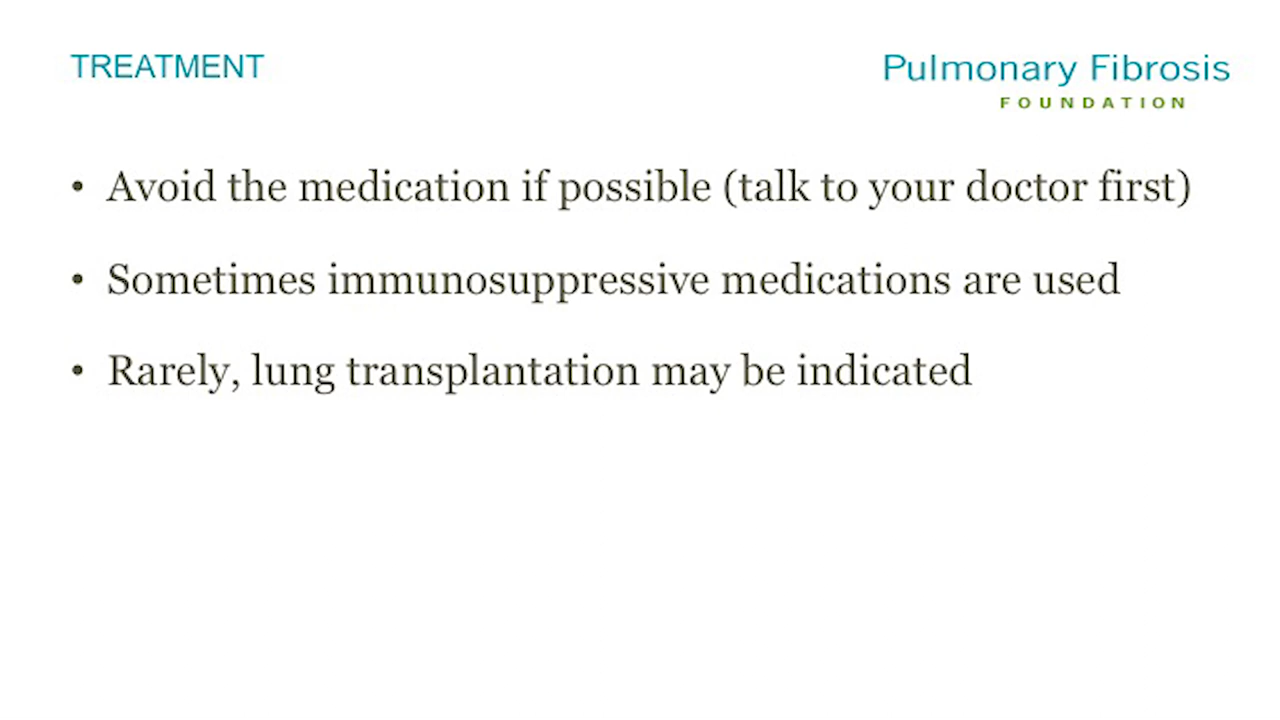 TREATMENT
Pulmonary Fibrosis
FOUNDATION
• Avoid the medication if possible (talk to your doctor first)
• Sometimes immunosuppressive medications are used
• Rarely, lung transplantation may be indicated